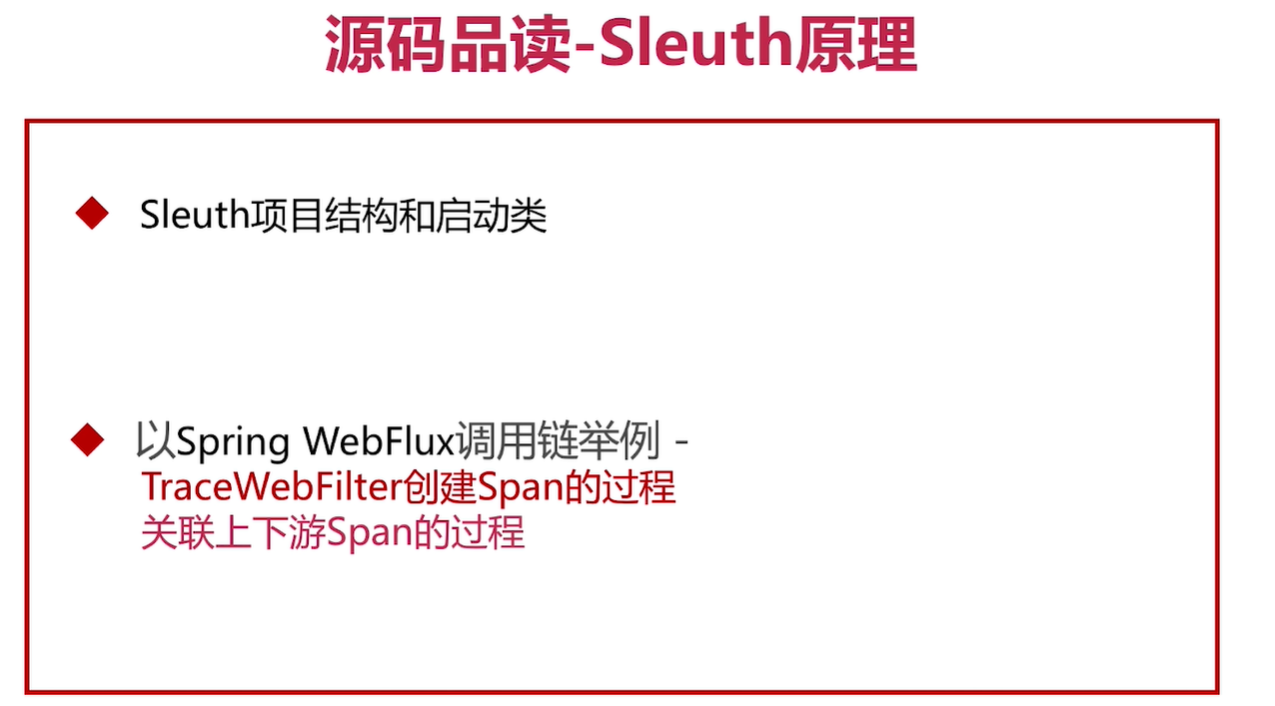 源码品读-Sleuth原理
Sleuth项目结构和启动类
以Spring WebFlux调用链举例 -
TraceWebFilter创建Span的过程
关联上下游Span的过程